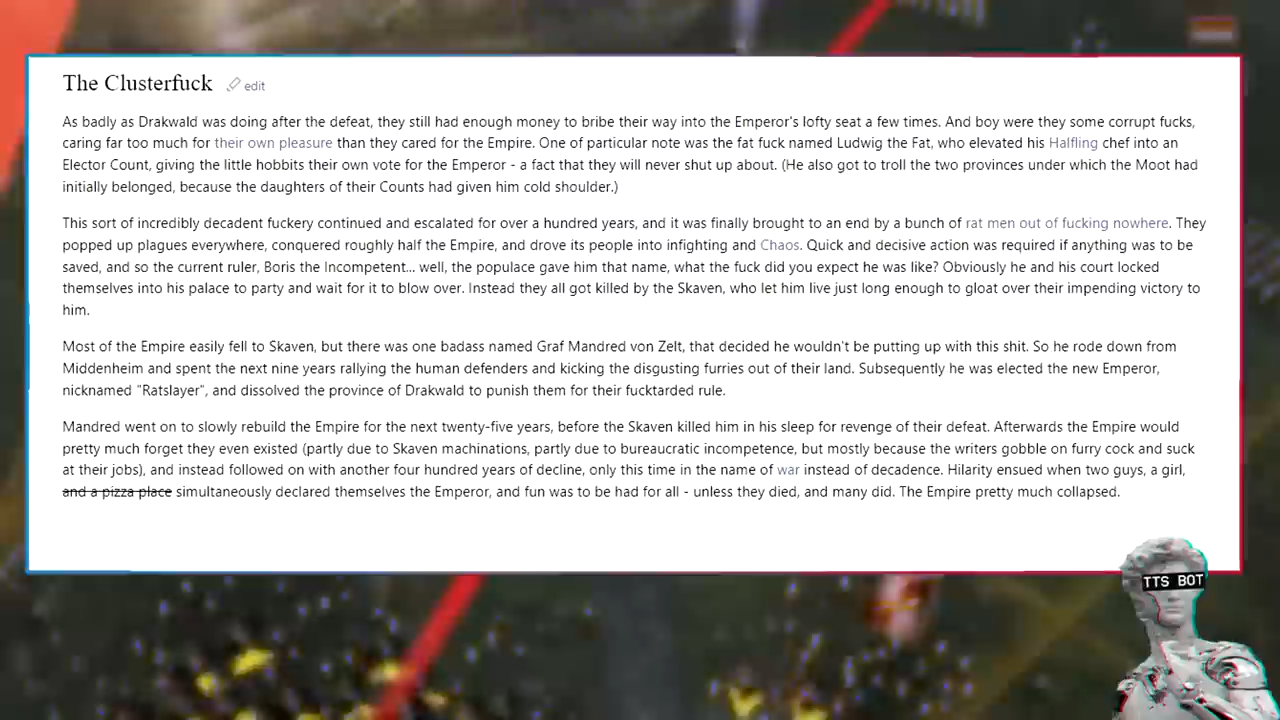 The Clusterfuck edit
As badly as Drakwald was doing after the defeat, they still had enough money to bribe their way into the Emperor's lofty seat a few times. And boy were they some corrupt fucks,
caring far too much for their own pleasure than they cared for the Empire. One of particular note was the fat fuck named Ludwig the Fat, who elevated his Halfling chef into an
Elector Count, giving the little hobbits their own vote for the Emperor - a fact that they will never shut up about. (He also got to troll the two provinces under which the Moot had
initially belonged, because the daughters of their Counts had given him cold shoulder.)
This sort of incredibly decadent fuckery continued and escalated for over a hundred years, and it was finally brought to an end by a bunch of rat men out of fucking nowhere. They
popped up plagues everywhere, conquered roughly half the Empire, and drove its people into infighting and Chaos. Quick and decisive action was required if anything was to be
saved, and so the current ruler, Boris the Incompetent... well, the populace gave him that name, what the fuck did you expect he was like? Obviously he and his court locked
themselves into his palace to party and wait for it to blow over. Instead they all got killed by the Skaven, who let him live just long enough to gloat over their impending victory to
him.
Most of the Empire easily fell to Skaven, but there was one badass named Graf Mandred von Zelt, that decided he wouldn't be putting up with this shit. So he rode down from
Middenheim and spent the next nine years rallying the human defenders and kicking the disgusting furries out of their land. Subsequently he was elected the new Emperor,
nicknamed "Ratslayer", and dissolved the province of Drakwald to punish them for their fucktarded rule.
Mandred went on to slowly rebuild the Empire for the next twenty-five years, before the Skaven killed him in his sleep for revenge of their defeat. Afterwards the Empire would
pretty much forget they even existed (partly due to Skaven machinations, partly due to bureaucratic incompetence, but mostly because the writers gobble on furry cock and suck
at their jobs), and instead followed on with another four hundred years of decline, only this time in the name of war instead of decadence. Hilarity ensued when two guys, a girl,
and a pizza place simultaneously declared themselves the Emperor, and fun was to be had for all - unless they died, and many did. The Empire pretty much collapsed.
TTS BOT